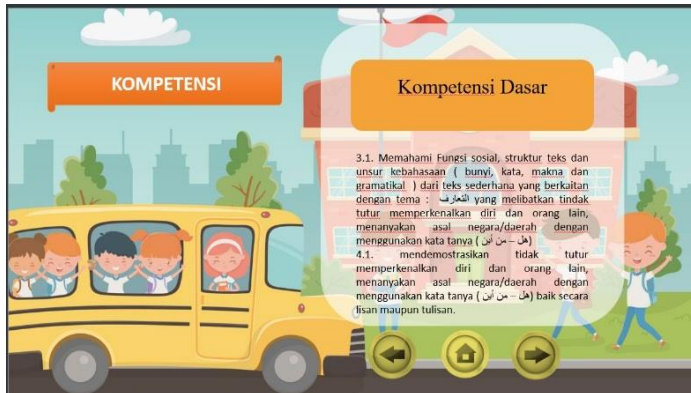 KOMPETENSI
Kompetensi Dasar
3.1. Memahami Fungsi sosial, struktur teks dan
unsur kebahasaan ( bunyi, kata, makna dan
gramatikal ) dari teks sederhana yang berkaitan
dengan tema : التعارف yang melibatkan tindak
tutur memperkenalkan diri dan orang lain,
menanyakan asal negara/daerah dengan
menggunakan kata tanya ( هل – من أين)
4.1. mendemostrasikan tidak tutur
memperkenalkan diri dan orang lain,
menanyakan asal negara/daerah dengan
menggunakan kata tanya ( هل – من أين) baik secara
lisan maupun tulisan.